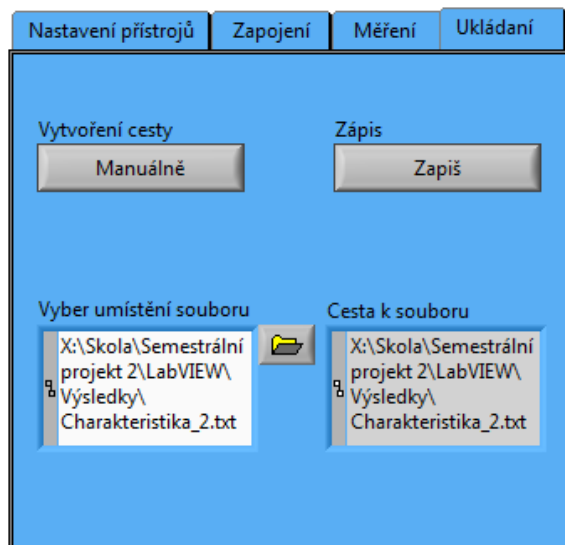 Nastavení přístrojů
Zapojení
Měření
Ukládaní
Vytvoření cesty
Zápis
Manuálně
Zapiš
Vyber umístění souboru
Cesta k souboru
X:\Skola\Semestrální
projekt 2\LabVIEW\
Výsledky\
Charakteristika_2.txt
X:\Skola\Semestrální
projekt 2\LabVIEW\
Výsledky\
Charakteristika_2.txt